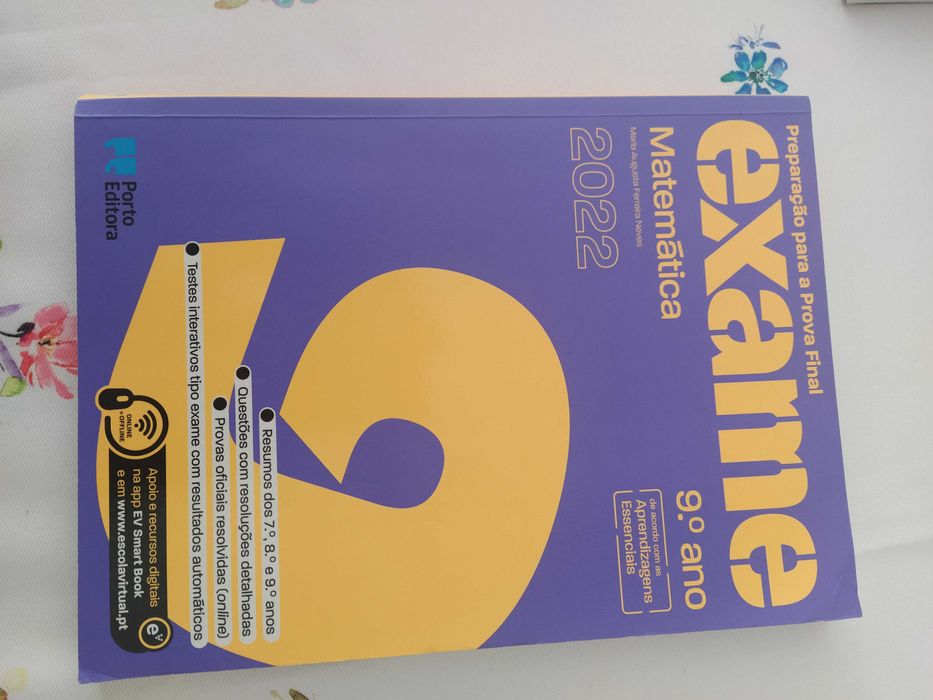 Preparação para a Prova Final
exame
Matemática
9.º ano
Maria Augusta Ferreira Neves
2022
de acordo com as
Aprendizagens
Essenciais
9
Resumos dos 7.º, 8.º e 9.º anos
Questões com resoluções detalhadas
Provas oficiais resolvidas (online)
Testes interativos tipo exame com resultados automáticos
Porto
Editora
ONLINE
+ OFFLINE
Apoio e recursos digitais
na app EV Smart Book
e em www.escolavirtual.pt
e